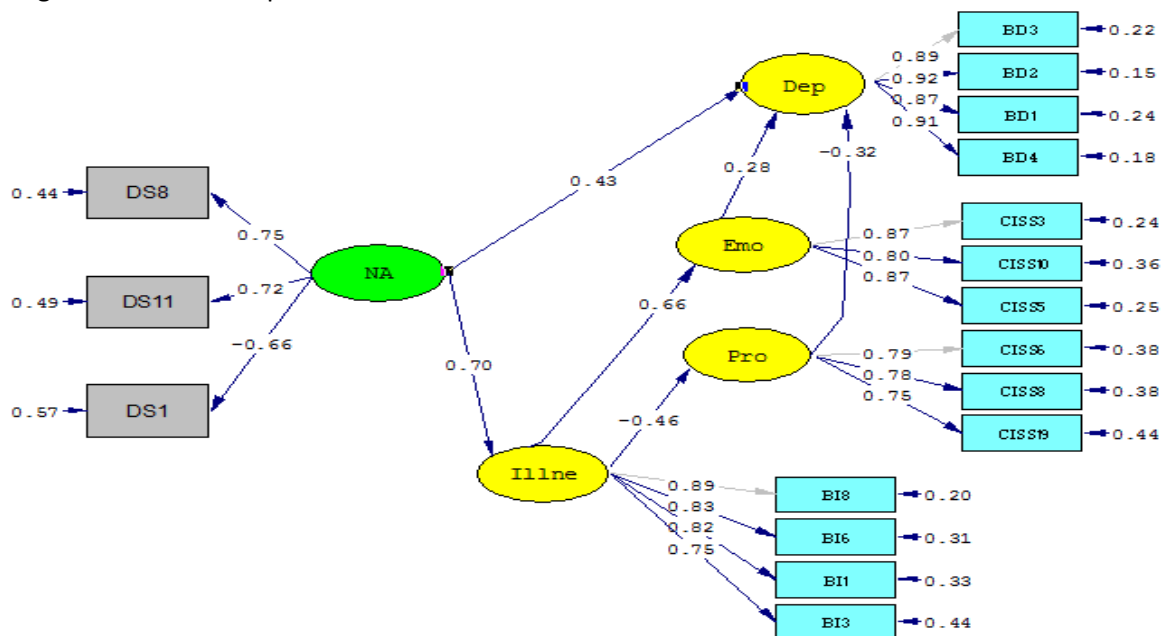 Dep
Emo
Pro
Illne
NA
DS8
DS11
DS1
0.44
0.49
0.57
0.75
0.72
-0.66
0.43
0.70
0.28
-0.32
0.66
-0.46
0.89
0.92
0.87
0.91
BD3
BD2
BD1
BD4
0.22
0.15
0.24
0.18
0.87
0.80
0.87
CISS3
CISS10
CISS5
0.24
0.36
0.25
0.79
0.78
0.75
CISS6
CISS8
CISS19
0.38
0.38
0.44
0.89
0.83
0.82
0.75
BI8
BI6
BI1
BI3
0.20
0.31
0.33
0.44